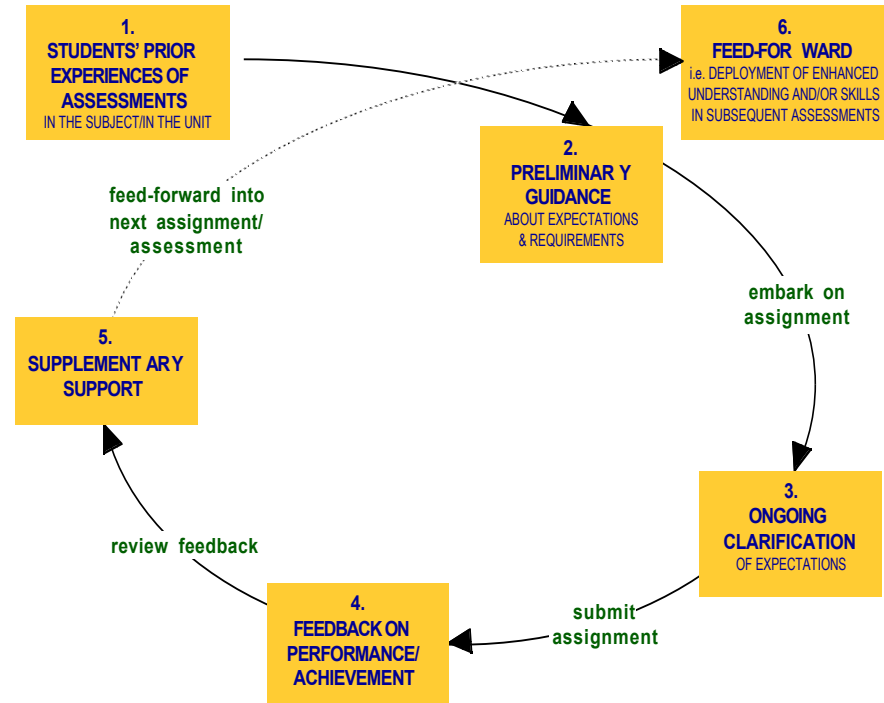 1.
STUDENTS’ PRIOR
EXPERIENCES OF
ASSESSMENTS
IN THE SUBJECT/IN THE UNIT
6.
FEED-FOR WARD
i.e. DEPLOYMENT OF ENHANCED
UNDERSTANDING AND/OR SKILLS
IN SUBSEQUENT ASSESSMENTS
2.
PRELIMINAR Y
GUIDANCE
ABOUT EXPECTATIONS
& REQUIREMENTS
feed-forward into
next assignment/
assessment
embark on
assignment
5.
SUPPLEMENT ARY
SUPPORT
3.
ONGOING
CLARIFICATION
OF EXPECTATIONS
review feedback
4.
FEEDBACK ON
PERFORMANCE/
ACHIEVEMENT
submit
assignment